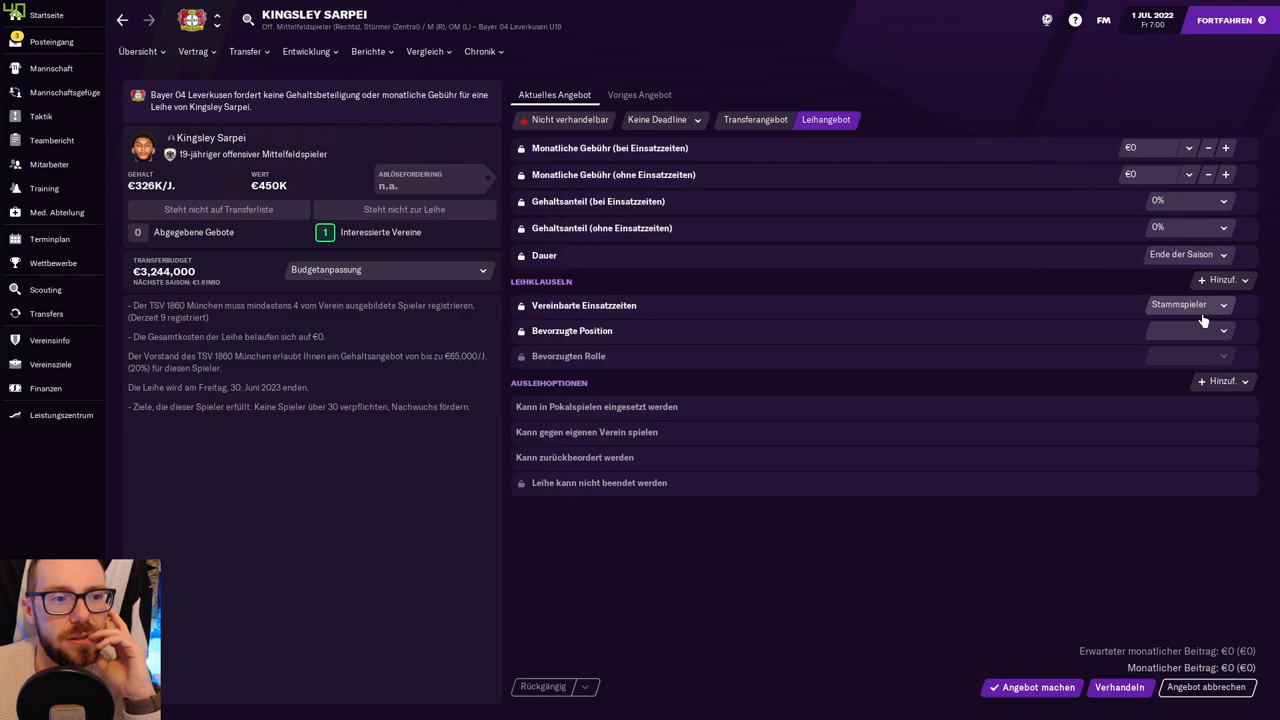 40
Startseite
3
Posteingang
Mannschaft
Mannschaftsgefüge
Taktik
Teambericht
Mitarbeiter
Training
Med. Abteilung
Terminplan
Wettbewerbe
Scouting
Transfers
Vereinsinfo
Vereinsziele
Finanzen
Leistungszentrum
KINGSLEY SARPEI
Off. Mittelfeldspieler (Rechts), Stürmer (Zentral) / M (R), OM (L) - Bayer 04 Leverkusen U19
FM
1 JUL 2022
Fr 7:00
FORTFAHREN
Übersicht
Vertrag
Transfer
Entwicklung
Berichte
Vergleich
Chronik
Bayer 04 Leverkusen fordert keine Gehaltsbeteiligung oder monatliche Gebühr für eine
Leihe von Kingsley Sarpei.
Kingsley Sarpei
19-jähriger offensiver Mittelfeldspieler
GEHALT
€326K/J.
WERT
€450K
ABLÖSEFORDERUNG
n.a.
Steht nicht auf Transferliste
Steht nicht zur Leihe
0 Abgegebene Gebote
1 Interessierte Vereine
TRANSFERBUDGET
€3,244,000
NÄCHSTE SAISON: €1.61MIO
Budgetanpassung
- Der TSV 1860 München muss mindestens 4 vom Verein ausgebildete Spieler registrieren.
(Derzeit 9 registriert)
- Die Gesamtkosten der Leihe belaufen sich auf €0.
Der Vorstand des TSV 1860 München erlaubt Ihnen ein Gehaltsangebot von bis zu €65,000/J.
(20%) für diesen Spieler.
Die Leihe wird am Freitag, 30. Juni 2023 enden.
- Ziele, die dieser Spieler erfüllt: Keine Spieler über 30 verpflichten, Nachwuchs fördern.
Aktuelles Angebot
Voriges Angebot
Nicht verhandelbar
Keine Deadline
Transferangebot
Leihangebot
Monatliche Gebühr (bei Einsatzzeiten)
€0
Monatliche Gebühr (ohne Einsatzzeiten)
€0
Gehaltsanteil (bei Einsatzzeiten)
0%
Gehaltsanteil (ohne Einsatzzeiten)
0%
Dauer
Ende der Saison
LEIHKLAUSELN
+ Hinzuf.
Vereinbarte Einsatzzeiten
Stammspieler
Bevorzugte Position
Bevorzugten Rolle
AUSLEIHOPTIONEN
+ Hinzuf.
Kann in Pokalspielen eingesetzt werden
Kann gegen eigenen Verein spielen
Kann zurückbeordert werden
Leihe kann nicht beendet werden
Erwarteter monatlicher Beitrag: €0 (€0)
Monatlicher Beitrag: €0 (€0)
Rückgängig
Angebot machen
Verhandeln
Angebot abbrechen